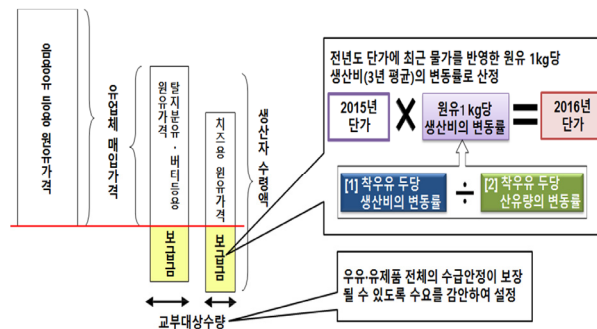 음용유 등용 원유가격
유업체 매입가격
탈지분유·버터등용
원유가격
치즈용 원유가격
생산자 수령액
보급금
보급금
교부대상수량
전년도 단가에 최근 물가를 반영한 원유 1kg당
생산비(3년 평균)의 변동률로 산정
2015년
단가
×
원유1kg당
생산비의 변동률
=
2016년
단가
[1] 착우유 두당
생산비의 변동률
÷
[2] 착우유 두당
산유량의 변동률
우유·유제품 전체의 수급안정이 보장
될 수 있도록 수요를 감안하여 설정